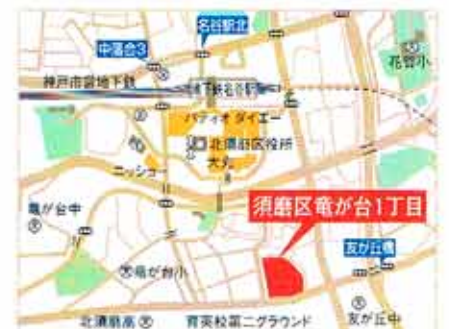 名谷駅北
中落合3
花谷小
神戸市営地下鉄
地下鉄名谷駅
パティオ ダイエー
北須磨区役所
大丸
ニッショー
須磨区竜が台1丁目
竜が台中
友が丘橋
竜が台小
北須磨高
育英校第二グラウンド
友が丘中